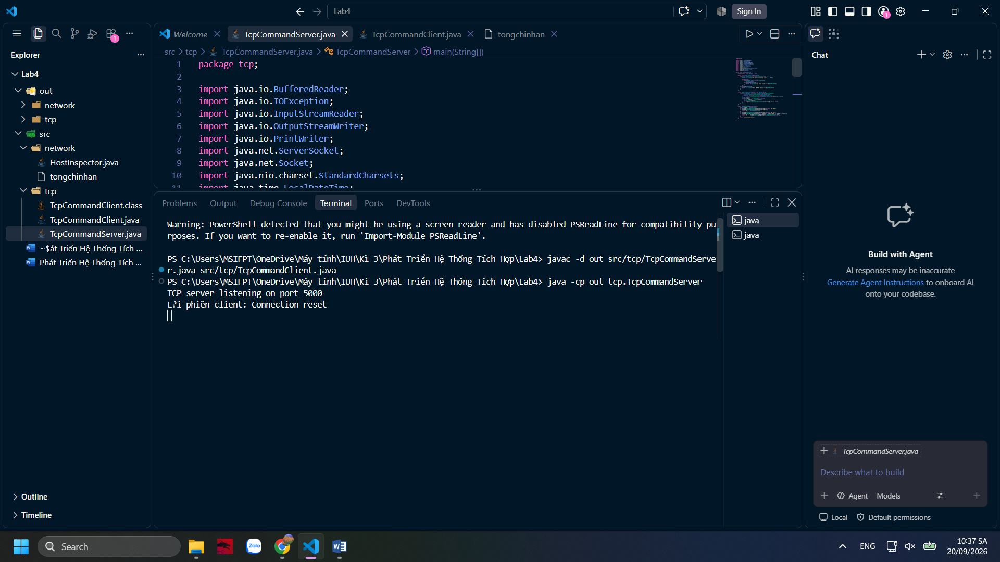 Lab4
Sign In
1
1
Explorer
Lab4
out
network
tcp
src
network
HostInspector.java
tongchinhan
tcp
TcpCommandClient.class
TcpCommandClient.java
TcpCommandServer.java
~$át Triển Hệ Thống Tích ...
Phát Triển Hệ Thống Tích ...
Outline
Timeline
Welcome
TcpCommandServer.java
TcpCommandClient.java
tongchinhan
src > tcp > TcpCommandServer.java > TcpCommandServer > main(String[])
1 package tcp;
2
3 import java.io.BufferedReader;
4 import java.io.IOException;
5 import java.io.InputStreamReader;
6 import java.io.OutputStreamWriter;
7 import java.io.PrintWriter;
8 import java.net.ServerSocket;
9 import java.net.Socket;
10 import java.nio.charset.StandardCharsets;
11 import java.time.LocalDateTime;
Problems Output Debug Console Terminal Ports DevTools
Warning: PowerShell detected that you might be using a screen reader and has disabled PSReadLine for compatibility pu
rposes. If you want to re-enable it, run 'Import-Module PSReadLine'.
PS C:\Users\MSIFPT\OneDrive\Máy tính\IUH\Kì 3\Phát Triển Hệ Thống Tích Hợp\Lab4> javac -d out src/tcp/TcpCommandServe
r.java src/tcp/TcpCommandClient.java
PS C:\Users\MSIFPT\OneDrive\Máy tính\IUH\Kì 3\Phát Triển Hệ Thống Tích Hợp\Lab4> java -cp out tcp.TcpCommandServer
TCP server listening on port 5000
L?i phiên client: Connection reset
java
java
Chat
Build with Agent
AI responses may be inaccurate
Generate Agent Instructions to onboard AI
onto your codebase.
TcpCommandServer.java
Describe what to build
Agent Models
Local Default permissions
Search
Zalo
ENG
10:37 SA
20/09/2026